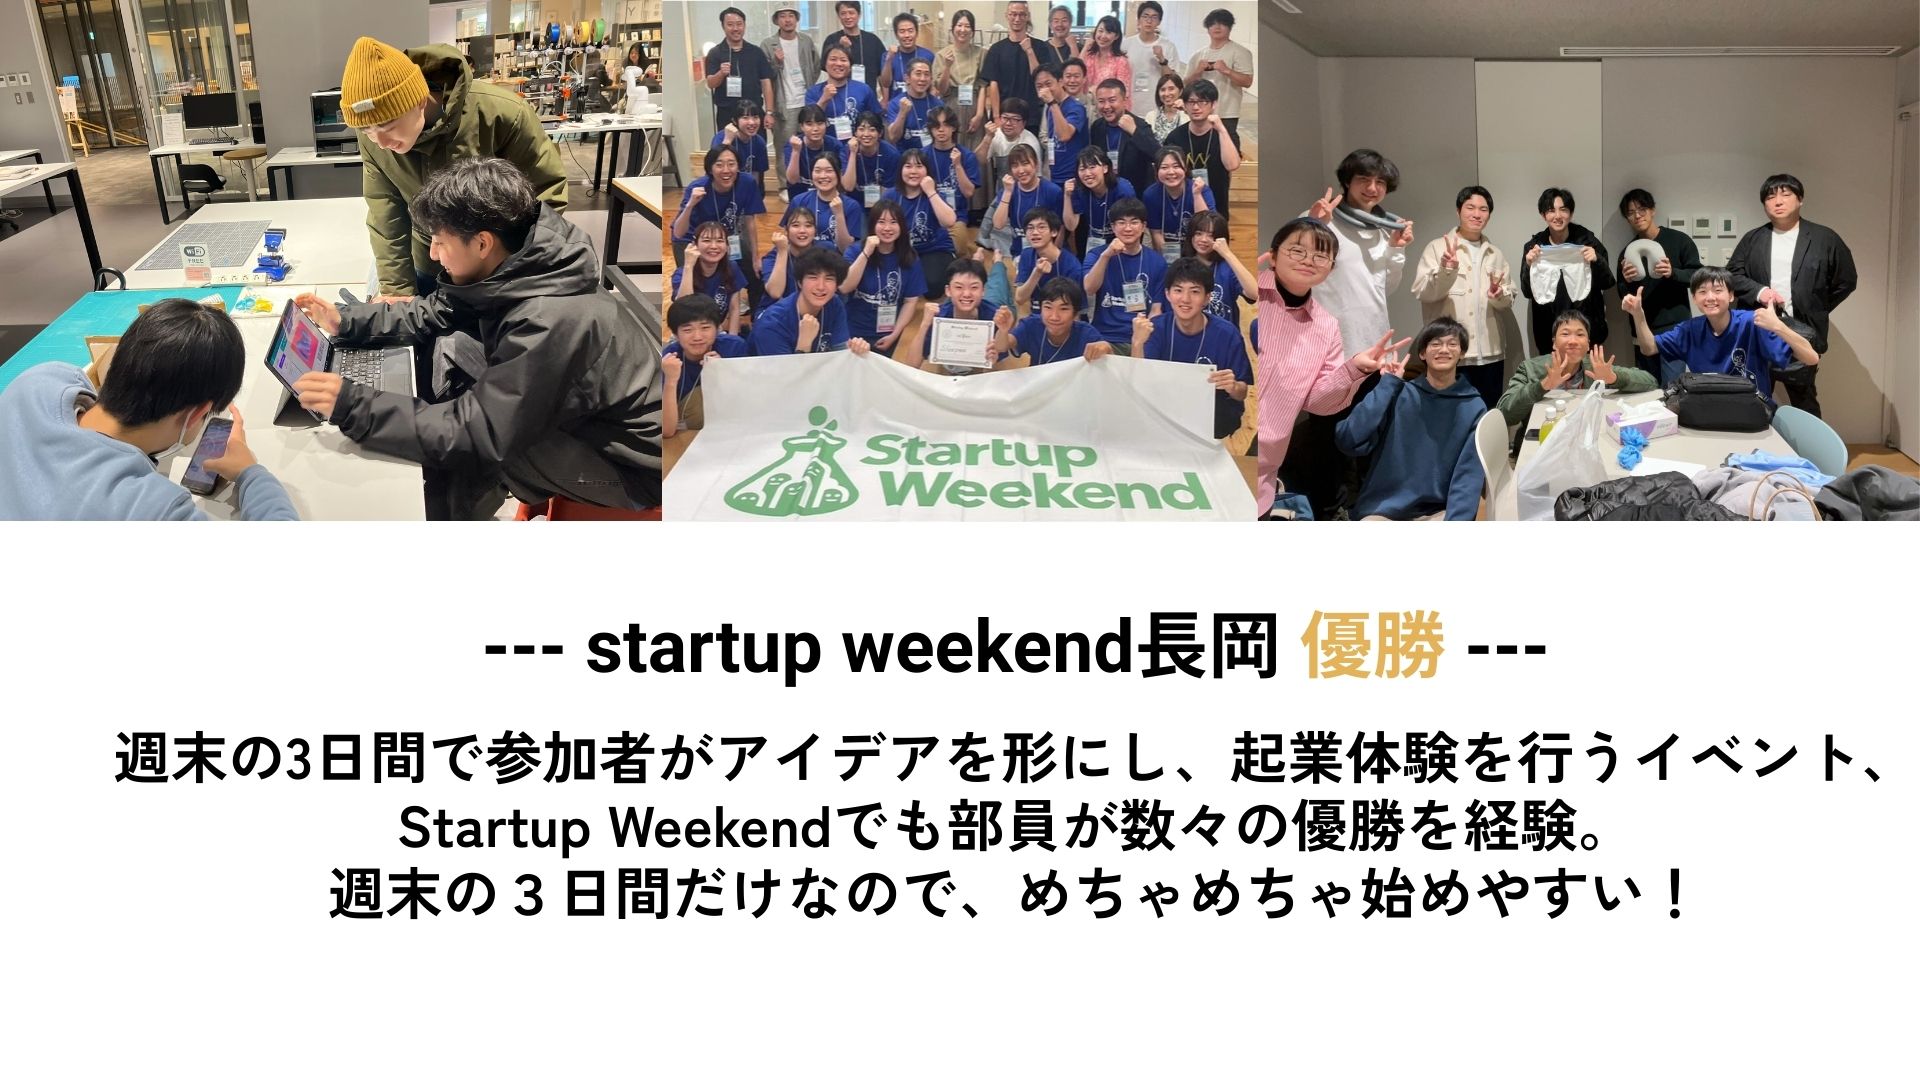 WiFi
FREE
Startup
Weekend
--- startup weekend長岡 優勝 ---
週末の3日間で参加者がアイデアを形にし、起業体験を行うイベント、
Startup Weekendでも部員が数々の優勝を経験。
週末の３日間だけなので、めちゃめちゃ始めやすい！